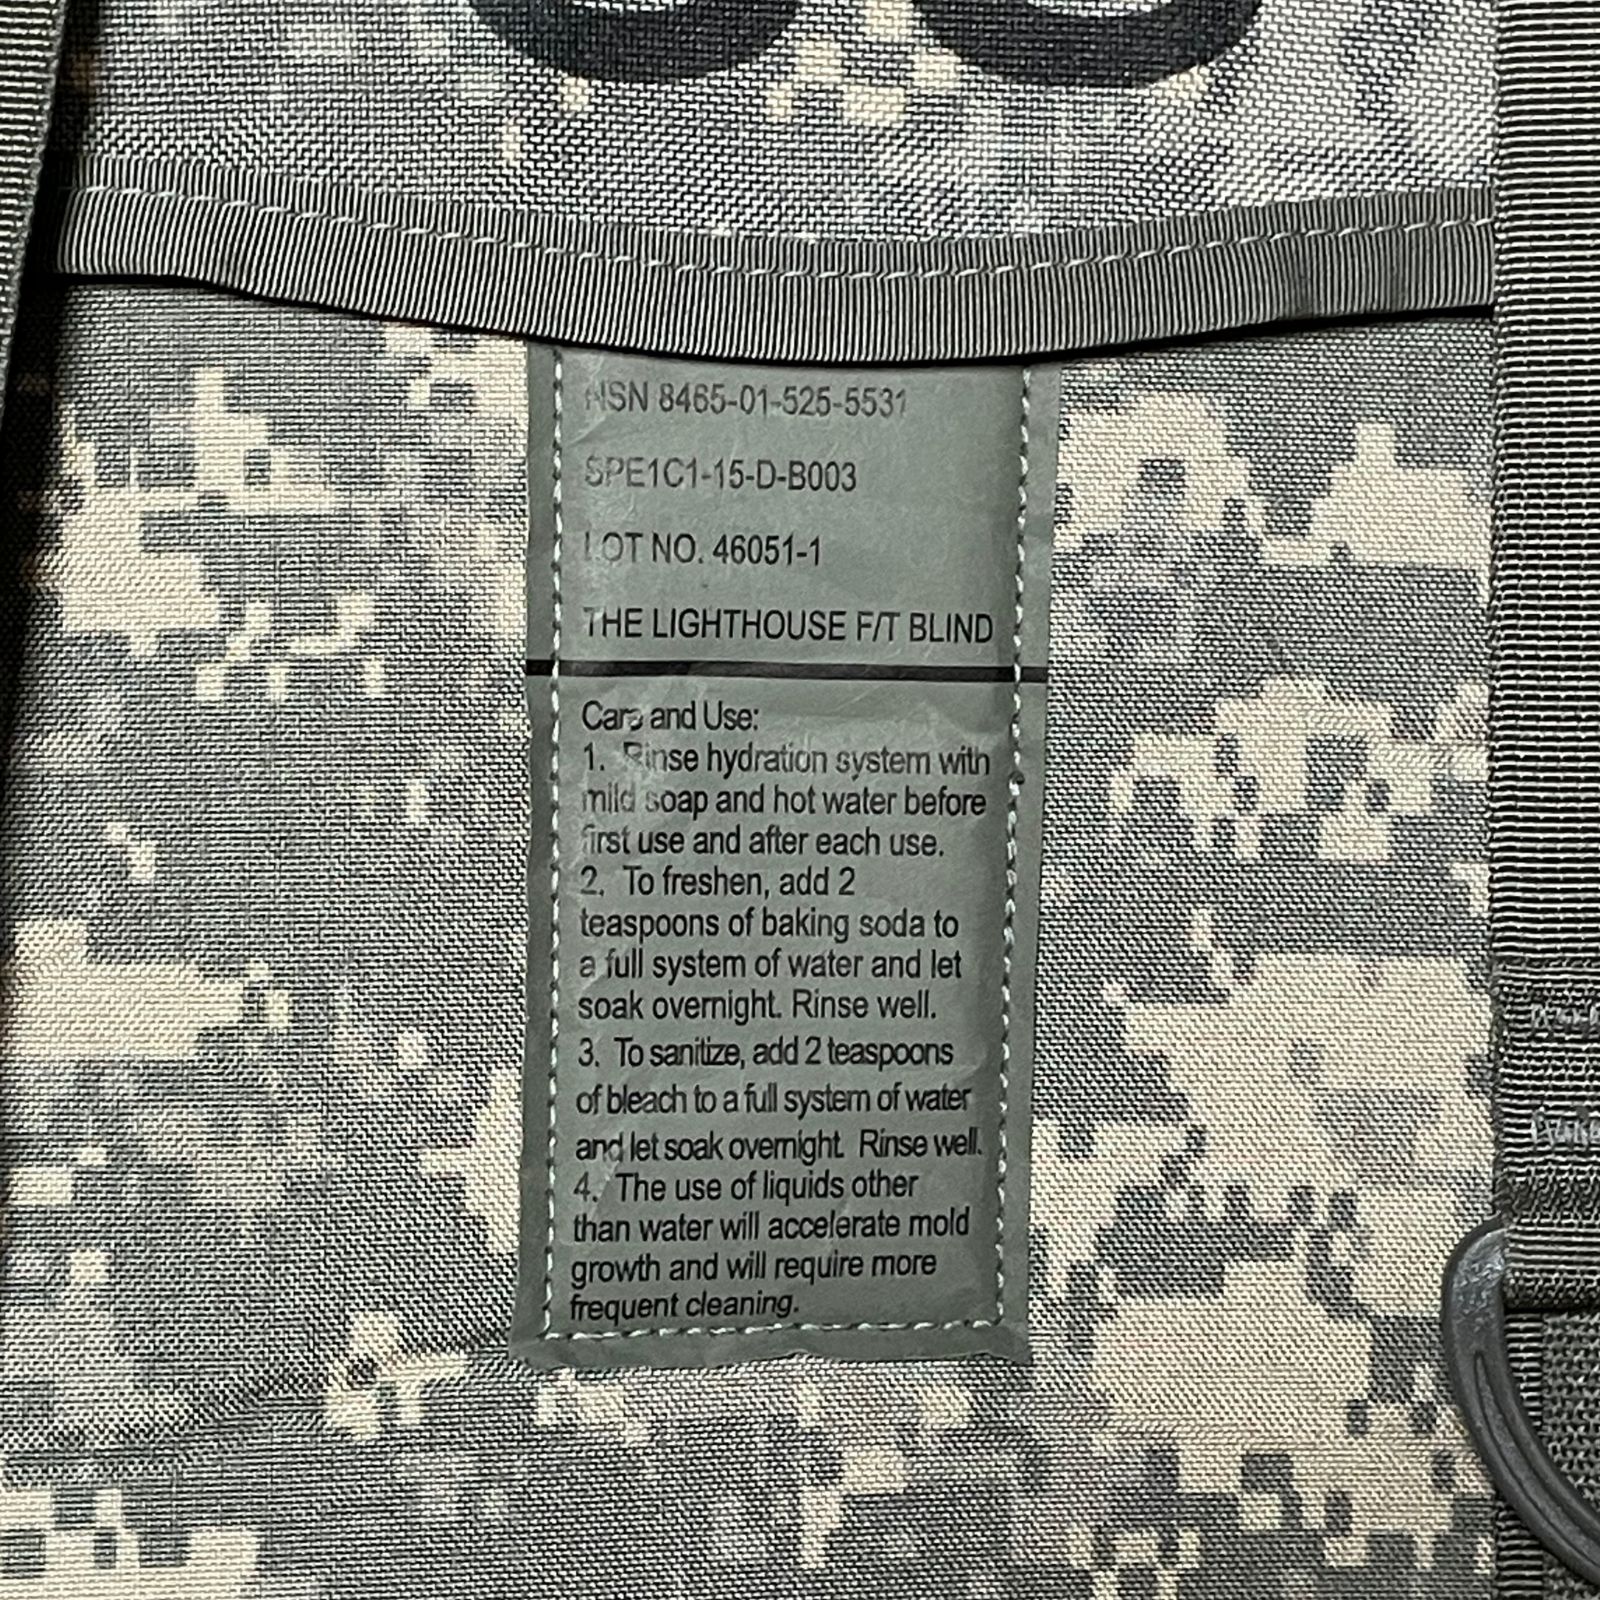 NSN 8465-01-525-5531
SPE1C1-15-D-B003
LOT NO. 46051-1
THE LIGHTHOUSE F/T BLIND
Care and Use:
1. Rinse hydration system with
mild soap and hot water before
first use and after each use.
2. To freshen, add 2
teaspoons of baking soda to
a full system of water and let
soak overnight. Rinse well.
3. To sanitize, add 2 teaspoons
of bleach to a full system of water
and let soak overnight. Rinse well.
4. The use of liquids other
than water will accelerate mold
growth and will require more
frequent cleaning.